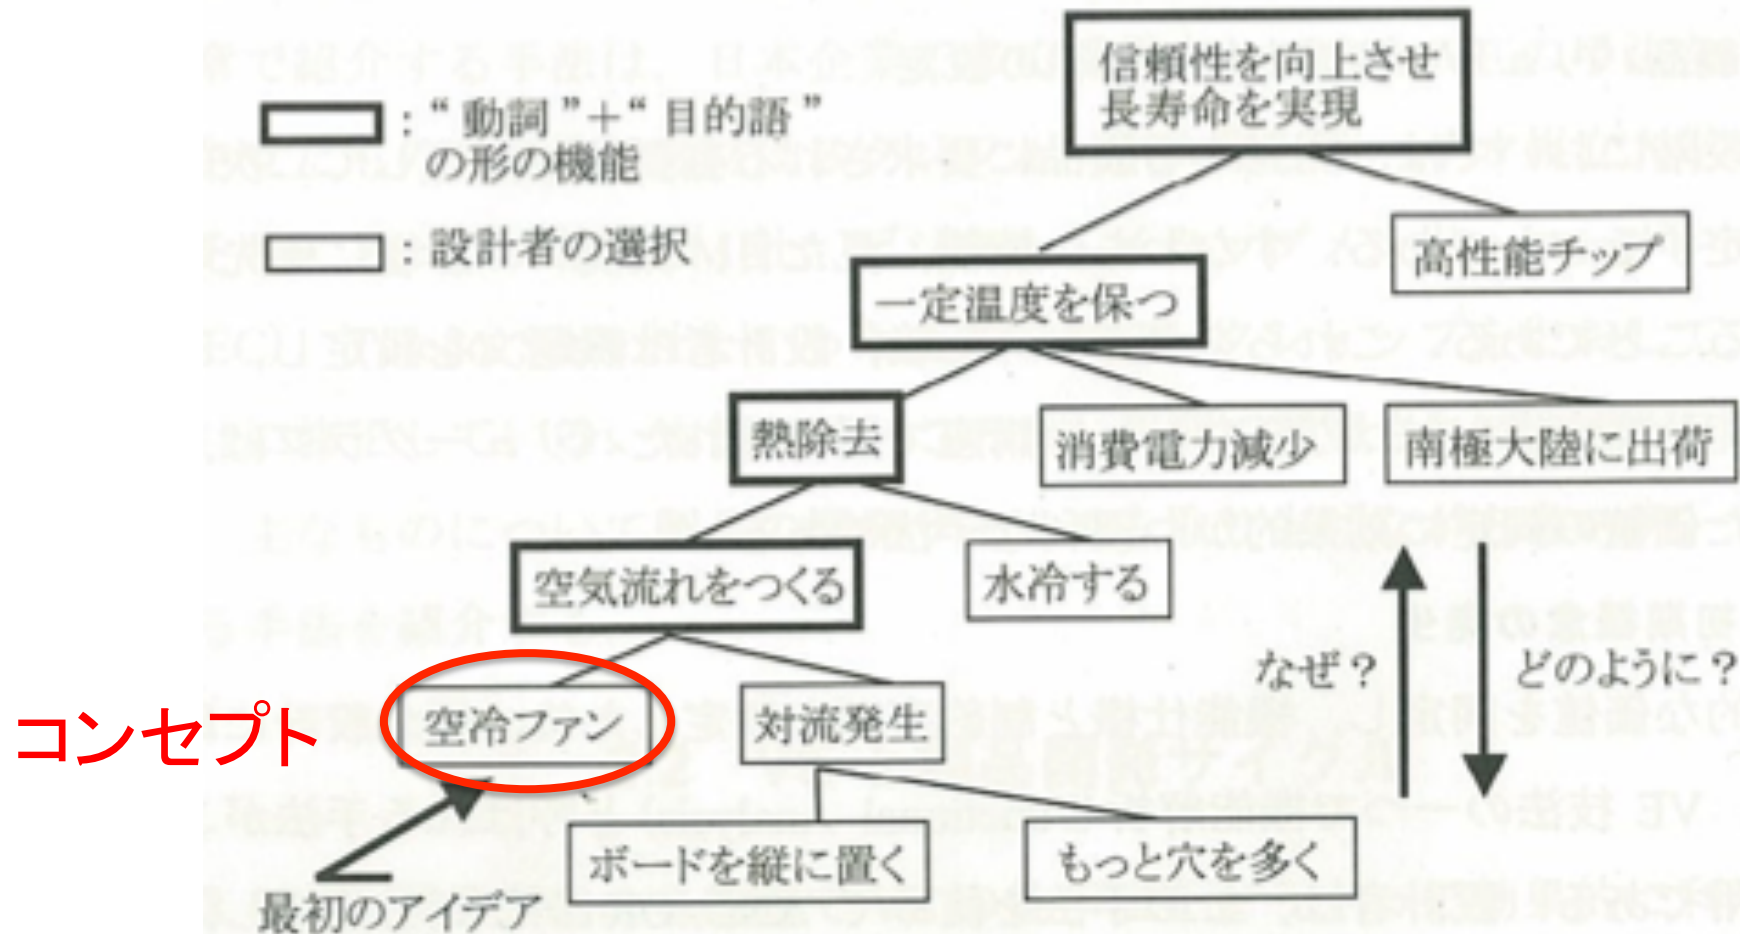 信頼性を向上させ
長寿命を実現
:“動詞”+“目的語”
の形の機能
:設計者の選択
高性能チップ
一定温度を保つ
熱除去
消費電力減少
南極大陸に出荷
空気流れをつくる
水冷する
なぜ?
どのように?
コンセプト
空冷ファン
対流発生
ボードを縦に置く
もっと穴を多く
最初のアイデア